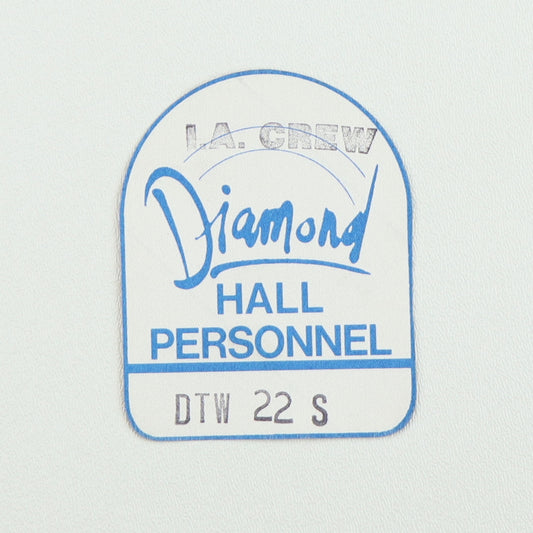 L.A. CREW
Diamond
HALL
PERSONNEL
DTW 22 S